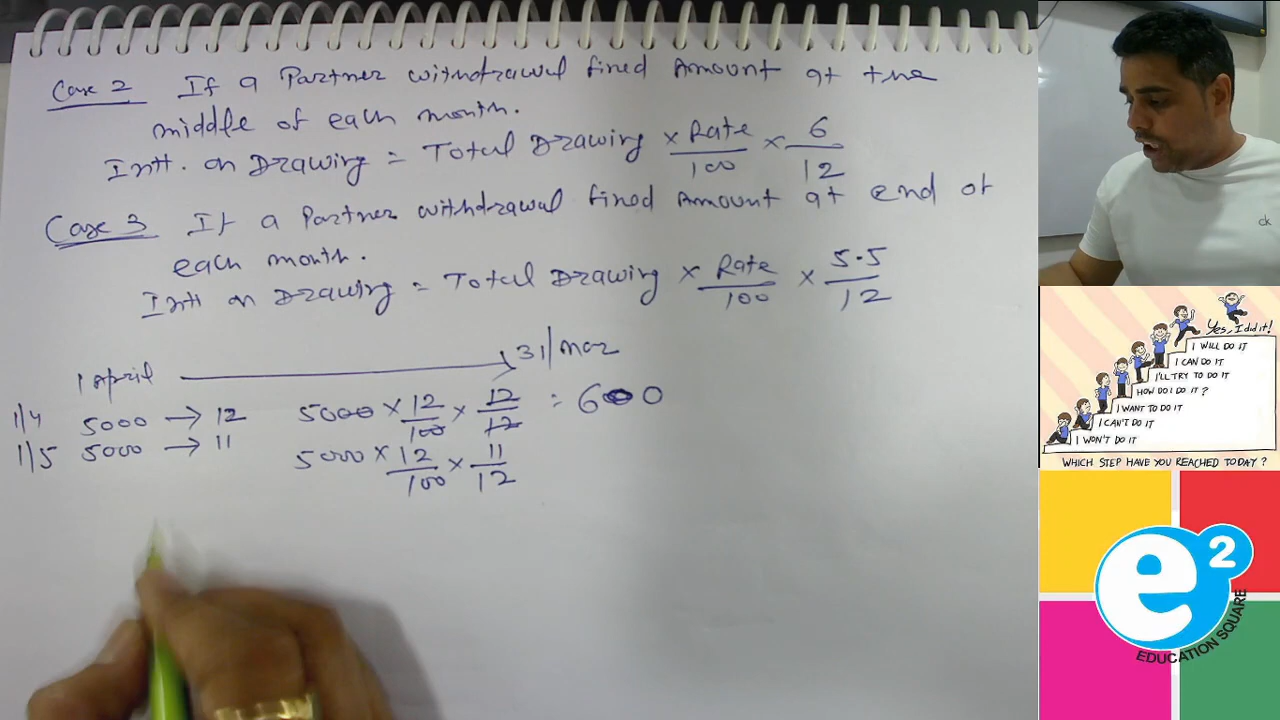 Case 2 If a Partner withdrawal fixed Amount at the
middle of each month.
Intt. on Drawing = Total Drawing × Rate/100 × 6/12
Case 3 If a Partner withdrawal fixed Amount at end of
each month.
Intt on Drawing = Total Drawing × Rate/100 × 5.5/12
1 April → 31/Mar
1/4 5000 → 12 5000 × 12/100 × 12/12 = 600
1/5 5000 → 11 5000 × 12/100 × 11/12
ck
Yes, I did it!
I WILL DO IT
I CAN DO IT
I'LL TRY TO DO IT
HOW DO I DO IT?
I WANT TO DO IT
I CAN'T DO IT
I WON'T DO IT
WHICH STEP HAVE YOU REACHED TODAY?
e2
EDUCATION SQUARE